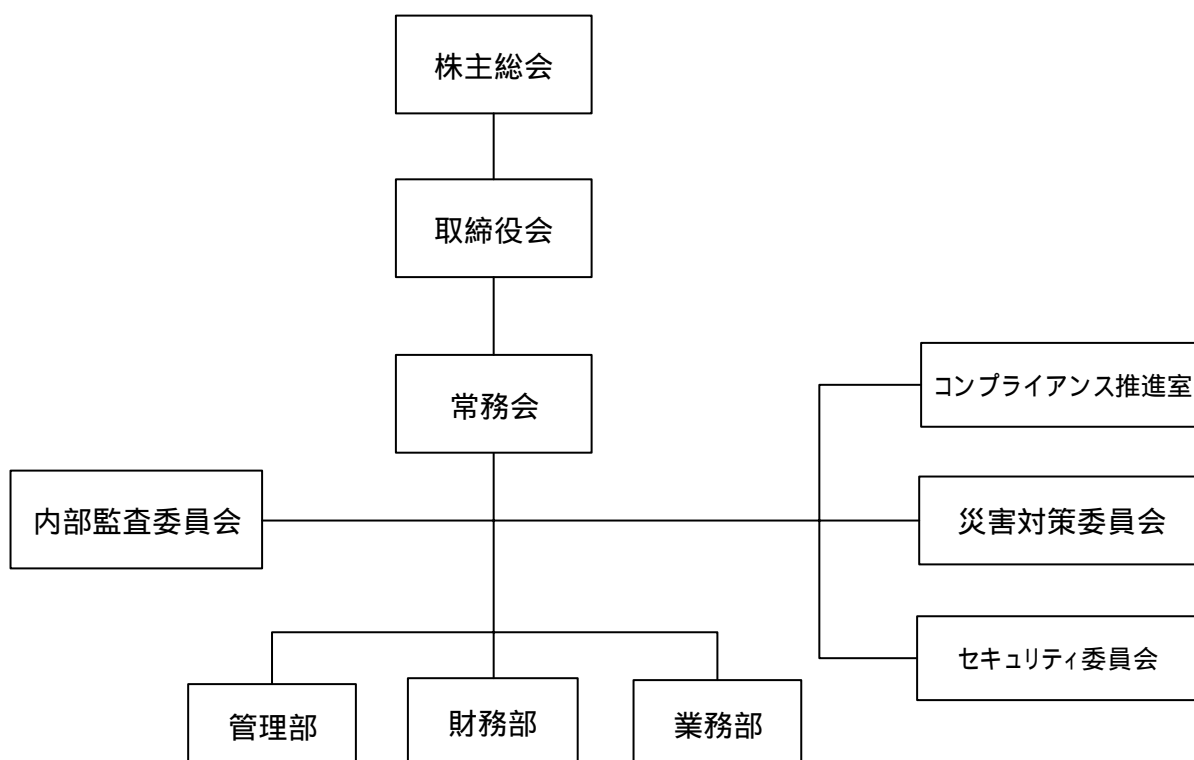 株主総会
取締役会
常務会
コンプライアンス推進室
内部監査委員会
災害対策委員会
セキュリティ委員会
管理部
財務部
業務部